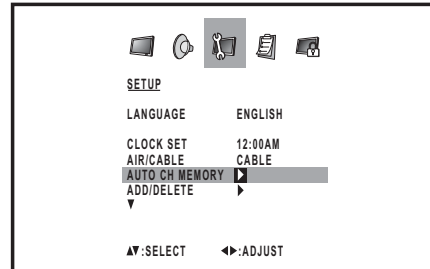 SETUP
LANGUAGE ENGLISH
CLOCK SET 12:00AM
AIR/CABLE CABLE
AUTO CH MEMORY ▶
ADD/DELETE ▶
▼
▲▼:SELECT ◀▶:ADJUST